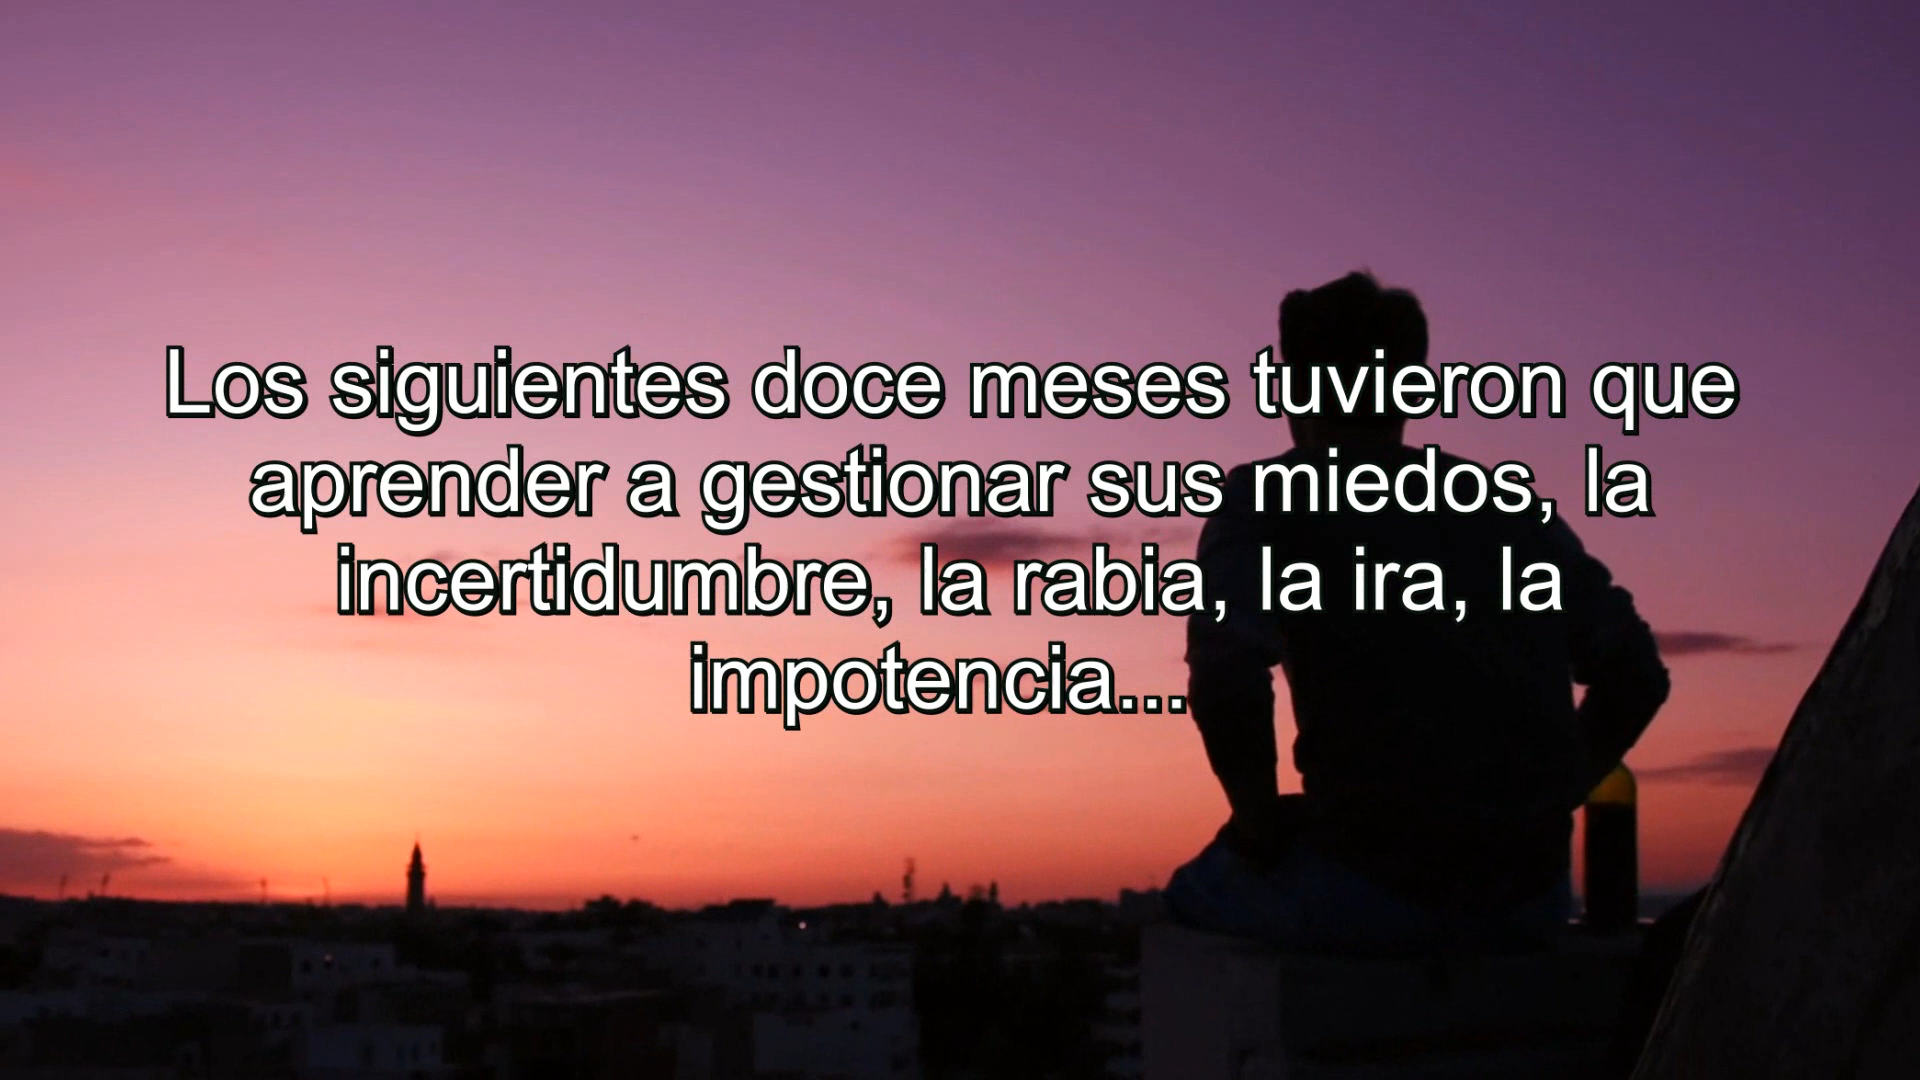 Los siguientes doce meses tuvieron que
aprender a gestionar sus miedos, la
incertidumbre, la rabia, la ira, la
impotencia...